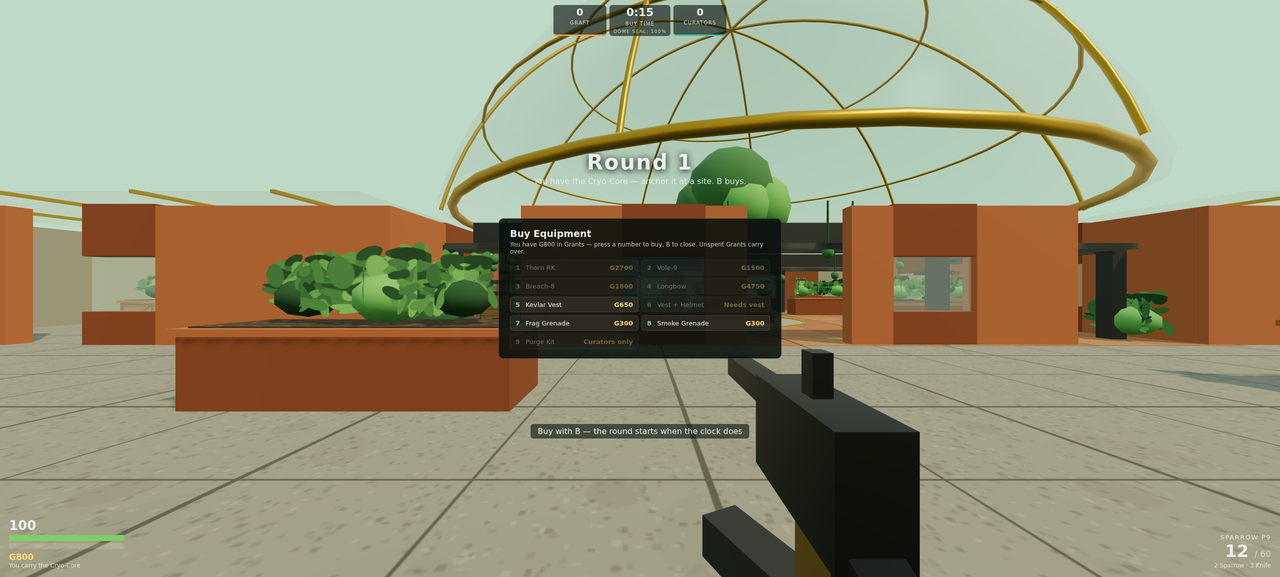 0
GRAFT
0:15
BUY TIME
DOME SEAL: 100%
0
CURATORS
Round 1
You have the Cryo-Core — anchor it at a site. B buys.
Buy Equipment
You have G800 in Grants — press a number to buy, B to close. Unspent Grants carry
over.
1 Thorn RK G2700
2 Vole-8 G1500
3 Breach-8 G1800
4 Longbow G4750
5 Kevlar Vest G650
6 Vest + Helmet Needs vest
7 Frag Grenade G300
8 Smoke Grenade G300
9 Purge Kit Curators only
Buy with B — the round starts when the clock does
100
G800
You carry the Cryo-Core
SPARROW P9
12 / 60
2 Sparrow · 3 Knife